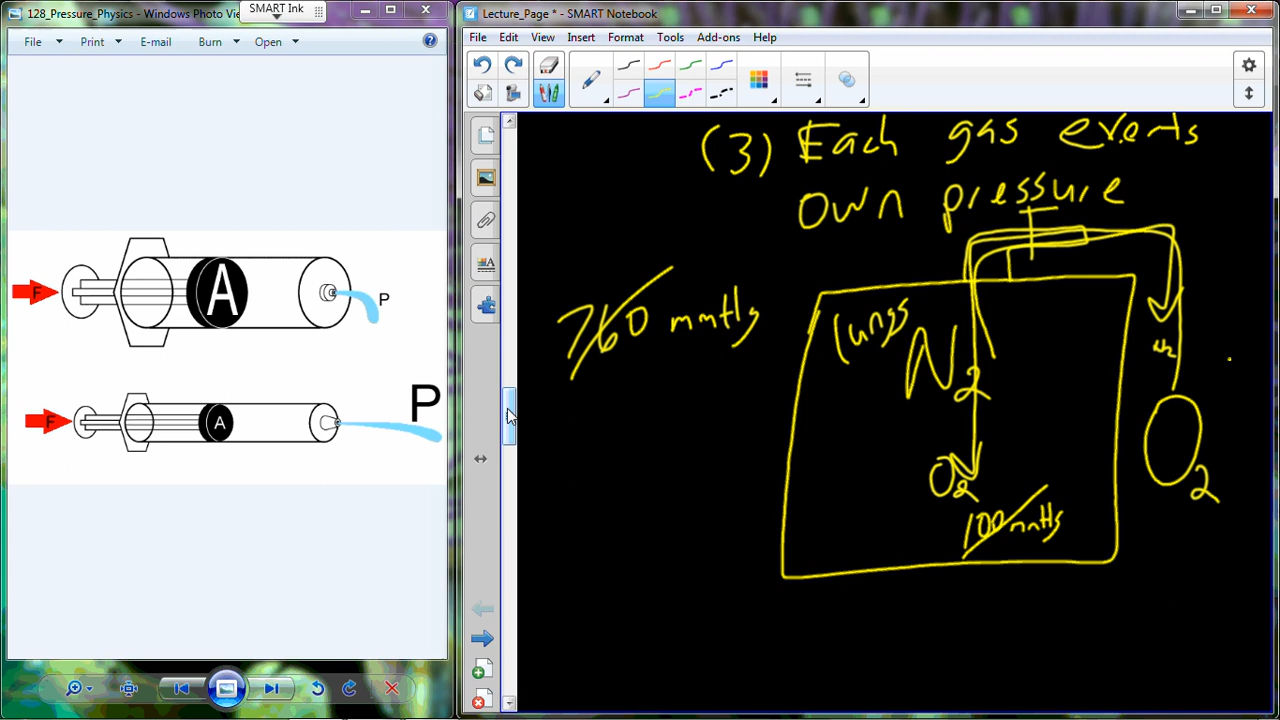 128_Pressure_Physics - Windows Photo Vie
SMART Ink
File Print E-mail Burn Open
F
A
P
F
A
P
Lecture_Page * - SMART Notebook
File Edit View Insert Format Tools Add-ons Help
(3) Each gas exerts
own pressure
760 mmHg
lungs
N2
N2
O2
O2
100 mmHg